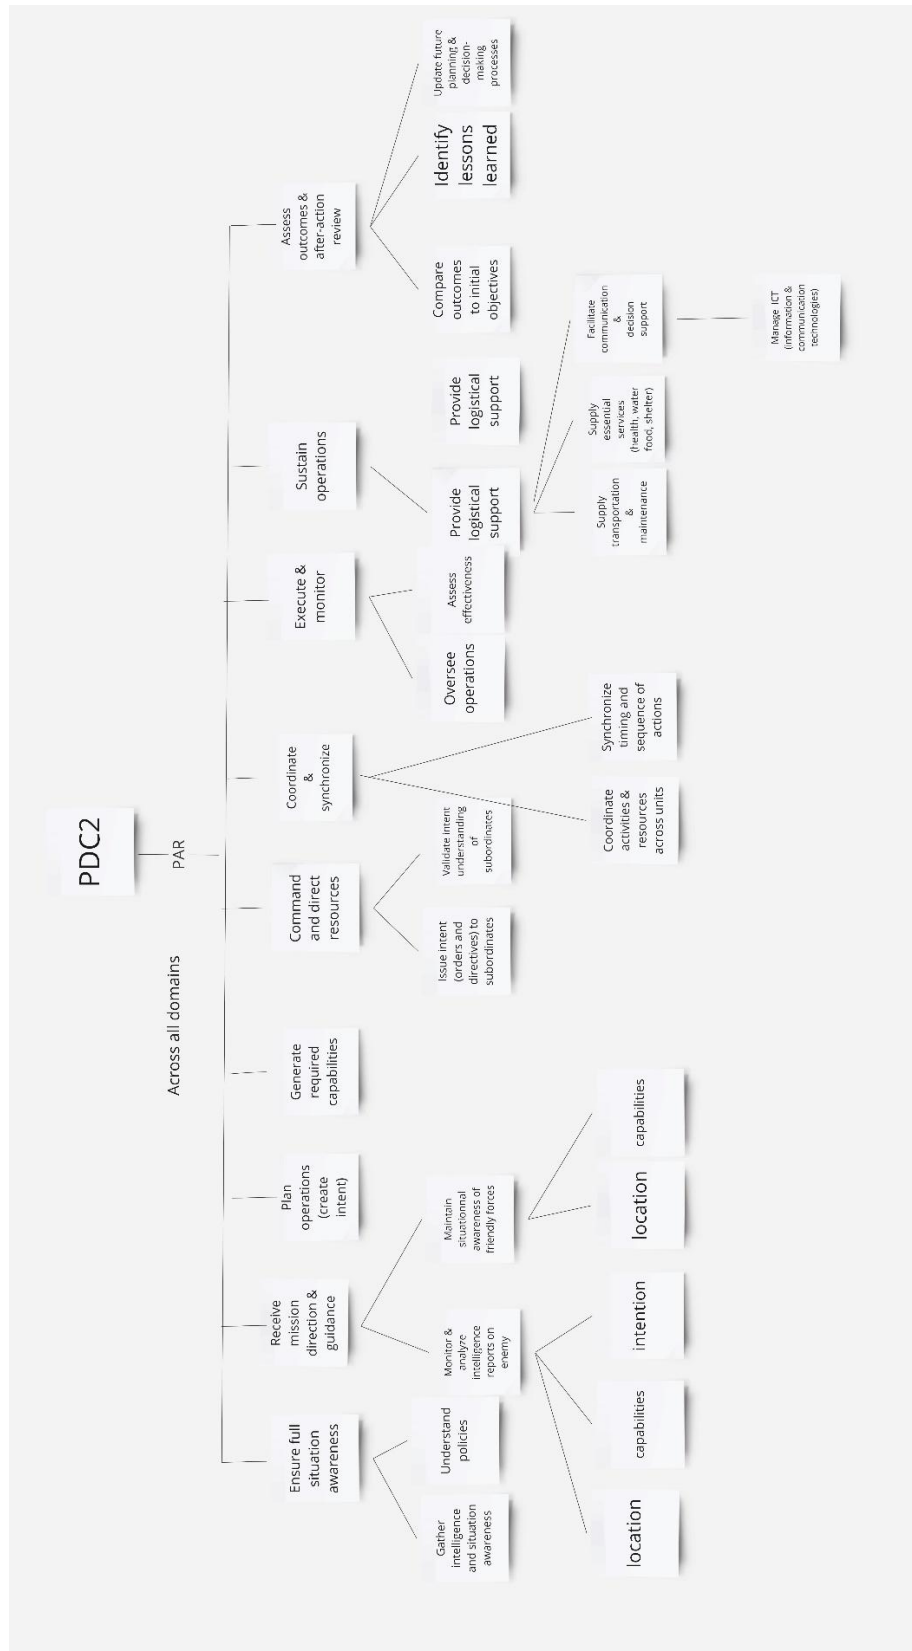 PDC2
PAR
Across all domains
Ensure full
situation
awareness
Receive
mission
direction &
guidance
Plan
operations
(create
intent)
Generate
required
capabilities
Command
and direct
resources
Coordinate
&
synchronize
Execute &
monitor
Sustain
operations
Assess
outcomes &
after-action
review
Gather
intelligence
and situation
awareness
Understand
policies
Monitor &
analyze
intelligence
reports on
enemy
Maintain
situationnal
awareness of
friendly forces
Issue intent
(orders and
directives) to
subordinates
Validate intent
understanding
of
subordinates
Oversee
operations
Assess
effectiveness
Provide
logistical
support
Provide
logistical
support
Compare
outcomes
to initial
objectives
Identify
lessons
learned
Update future
planning &
decision-
making
processes
location
capabilities
intention
location
capabilities
Coordinate
activities &
resources
across units
Synchronize
timing and
sequence of
actions
Supply
transportation
&
maintenance
Supply
essential
services
(health, water
food, shelter)
Facilitate
communication
&
decision
support
Manage ICT
(information &
communication
technologies)